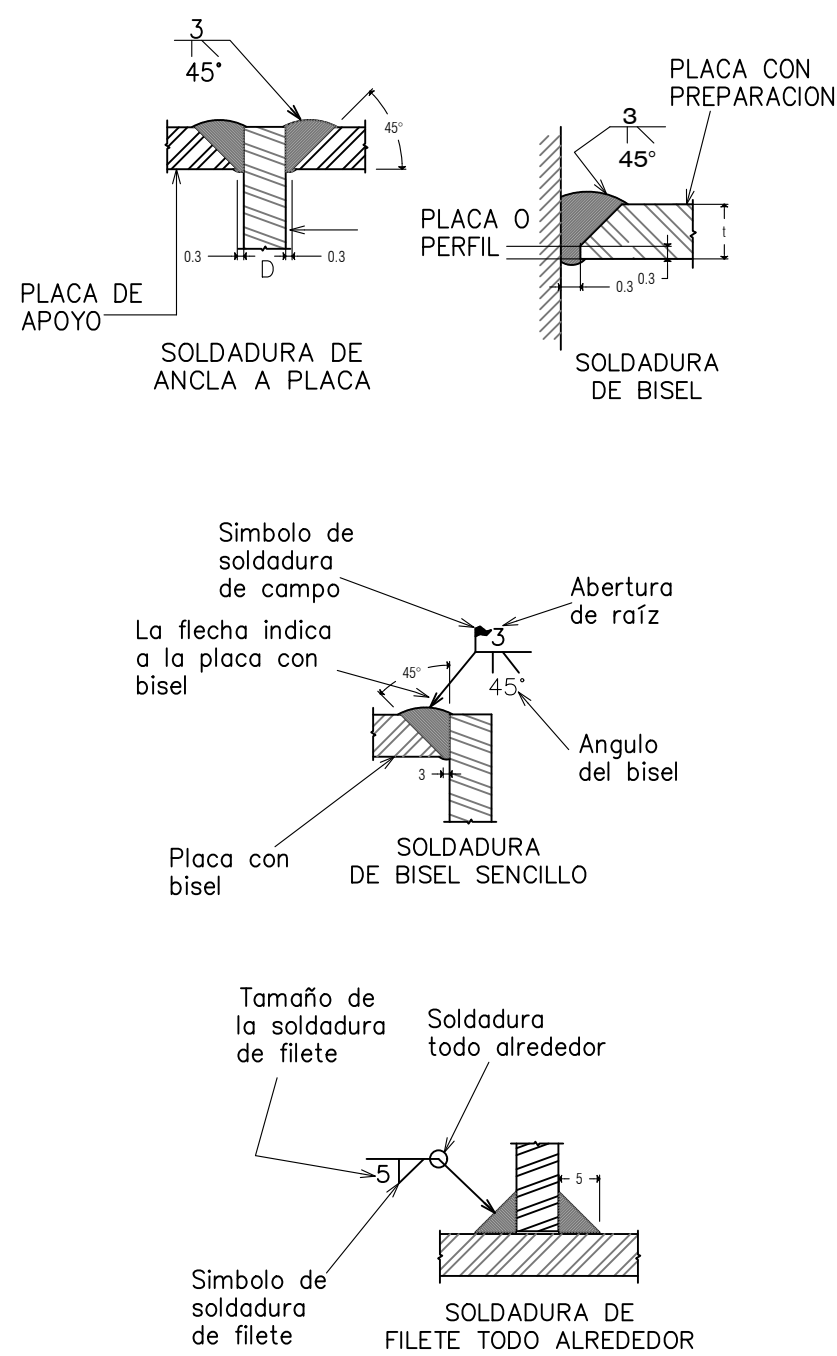 3
45°
45°
0.3
D
0.3
PLACA DE
APOYO
SOLDADURA DE
ANCLA A PLACA
PLACA CON
PREPARACION
3
45°
PLACA O
PERFIL
t
0.3
0.3
SOLDADURA
DE BISEL
Simbolo de
soldadura
de campo
Abertura
de raíz
La flecha indica
a la placa con
bisel
3
45°
45°
Angulo
del bisel
3
Placa con
bisel
SOLDADURA
DE BISEL SENCILLO
Tamaño de
la soldadura
de filete
Soldadura
todo alrededor
5
5
Simbolo de
soldadura
de filete
SOLDADURA DE
FILETE TODO ALREDEDOR